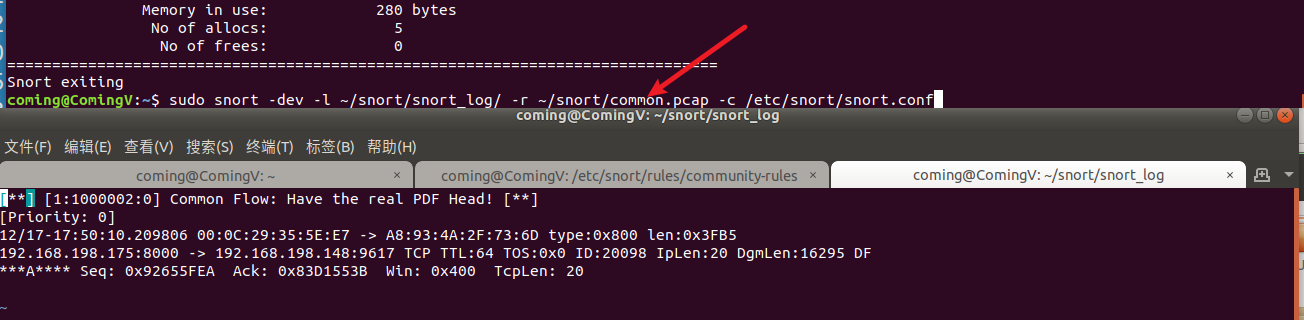 Memory in use: 280 bytes
No of allocs: 5
No of frees: 0
===============================================================================
Snort exiting
coming@ComingV:~$ sudo snort -dev -l ~/snort/snort_log/ -r ~/snort/common.pcap -c /etc/snort/snort.conf
coming@ComingV: ~/snort/snort_log
文件(F) 编辑(E) 查看(V) 搜索(S) 终端(T) 标签(B) 帮助(H)
coming@ComingV: ~ × coming@ComingV: /etc/snort/rules/community-rules × coming@ComingV: ~/snort/snort_log ×
[**] [1:1000002:0] Common Flow: Have the real PDF Head! [**]
[Priority: 0]
12/17-17:50:10.209806 00:0C:29:35:5E:E7 -> A8:93:4A:2F:73:6D type:0x800 len:0x3FB5
192.168.198.175:8000 -> 192.168.198.148:9617 TCP TTL:64 TOS:0x0 ID:20098 IpLen:20 DgmLen:16295 DF
***A**** Seq: 0x92655FEA Ack: 0x83D1553B Win: 0x400 TcpLen: 20
~